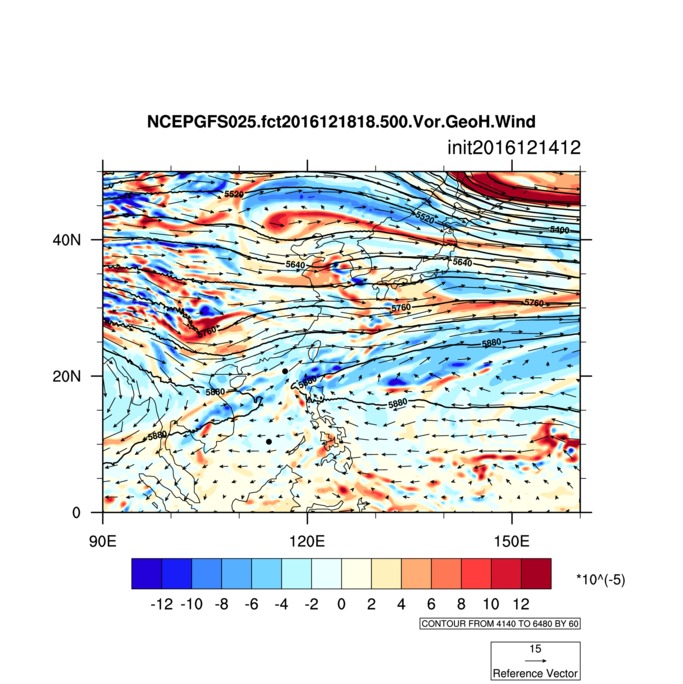 NCEPGFS025.fct2016121818.500.Vor.GeoH.Wind
init2016121412
5520
5520
5400
40N
5640
5640
5760
5760
5760
5880
20N
5880
5880
5880
5880
0
90E 120E 150E
-12 -10 -8 -6 -4 -2 0 2 4 6 8 10 12
*10^(-5)
CONTOUR FROM 4140 TO 6480 BY 60
15
Reference Vector